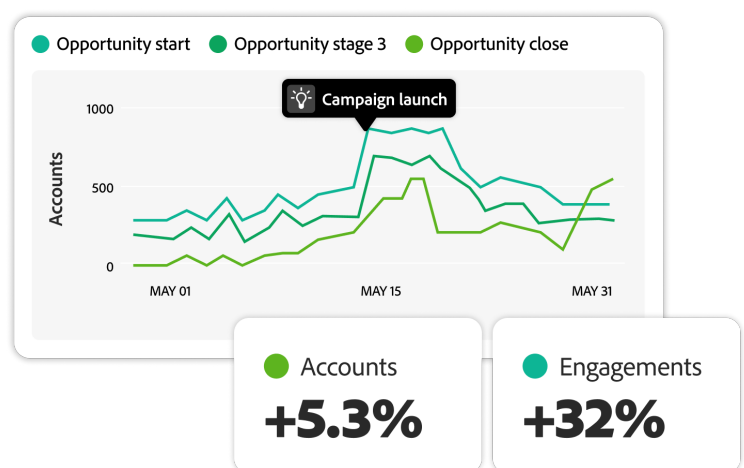 Opportunity start Opportunity stage 3 Opportunity close
Campaign launch
1000
Accounts
500
0
MAY 01 MAY 15 MAY 31
Accounts Engagements
+5.3% +32%